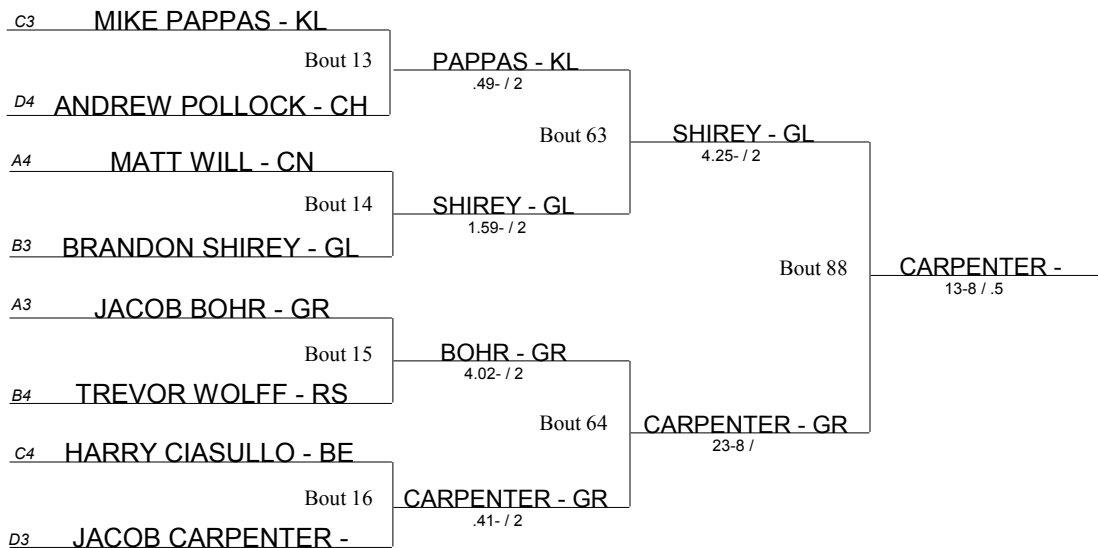 C3 MIKE PAPPAS - KL
Bout 13 PAPPAS - KL
.49- / 2
D4 ANDREW POLLOCK - CH
Bout 63 SHIREY - GL
4.25- / 2
A4 MATT WILL - CN
Bout 14 SHIREY - GL
1.59- / 2
B3 BRANDON SHIREY - GL
Bout 88 CARPENTER -
13-8 / .5
A3 JACOB BOHR - GR
Bout 15 BOHR - GR
4.02- / 2
B4 TREVOR WOLFF - RS
Bout 64 CARPENTER - GR
23-8 /
C4 HARRY CIASULLO - BE
Bout 16 CARPENTER - GR
.41- / 2
D3 JACOB CARPENTER -